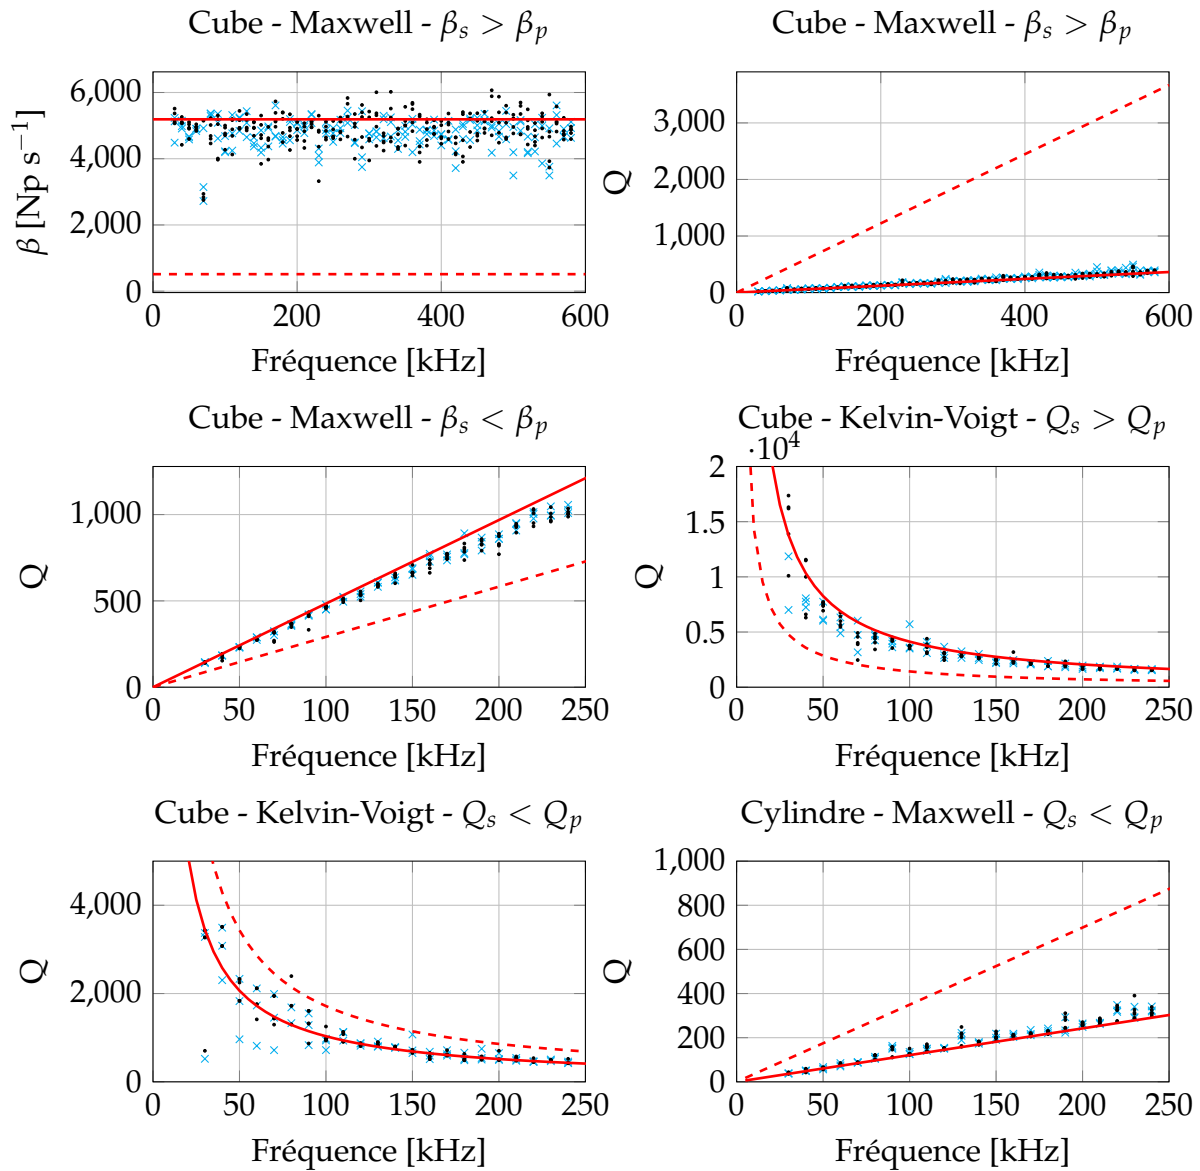 Cube - Maxwell - βs > βp
Cube - Maxwell - βs > βp
β [Np s⁻¹]
6,000
4,000
2,000
0
0 200 400 600
Fréquence [kHz]
Q
3,000
2,000
1,000
0
0 200 400 600
Fréquence [kHz]
Cube - Maxwell - βs < βp
Cube - Kelvin-Voigt - Qs > Qp
Q
1,000
500
0
0 50 100 150 200 250
Fréquence [kHz]
·10⁴
Q
2
1.5
1
0.5
0
0 50 100 150 200 250
Fréquence [kHz]
Cube - Kelvin-Voigt - Qs < Qp
Cylindre - Maxwell - Qs < Qp
Q
4,000
2,000
0
0 50 100 150 200 250
Fréquence [kHz]
Q
1,000
800
600
400
200
0
0 50 100 150 200 250
Fréquence [kHz]